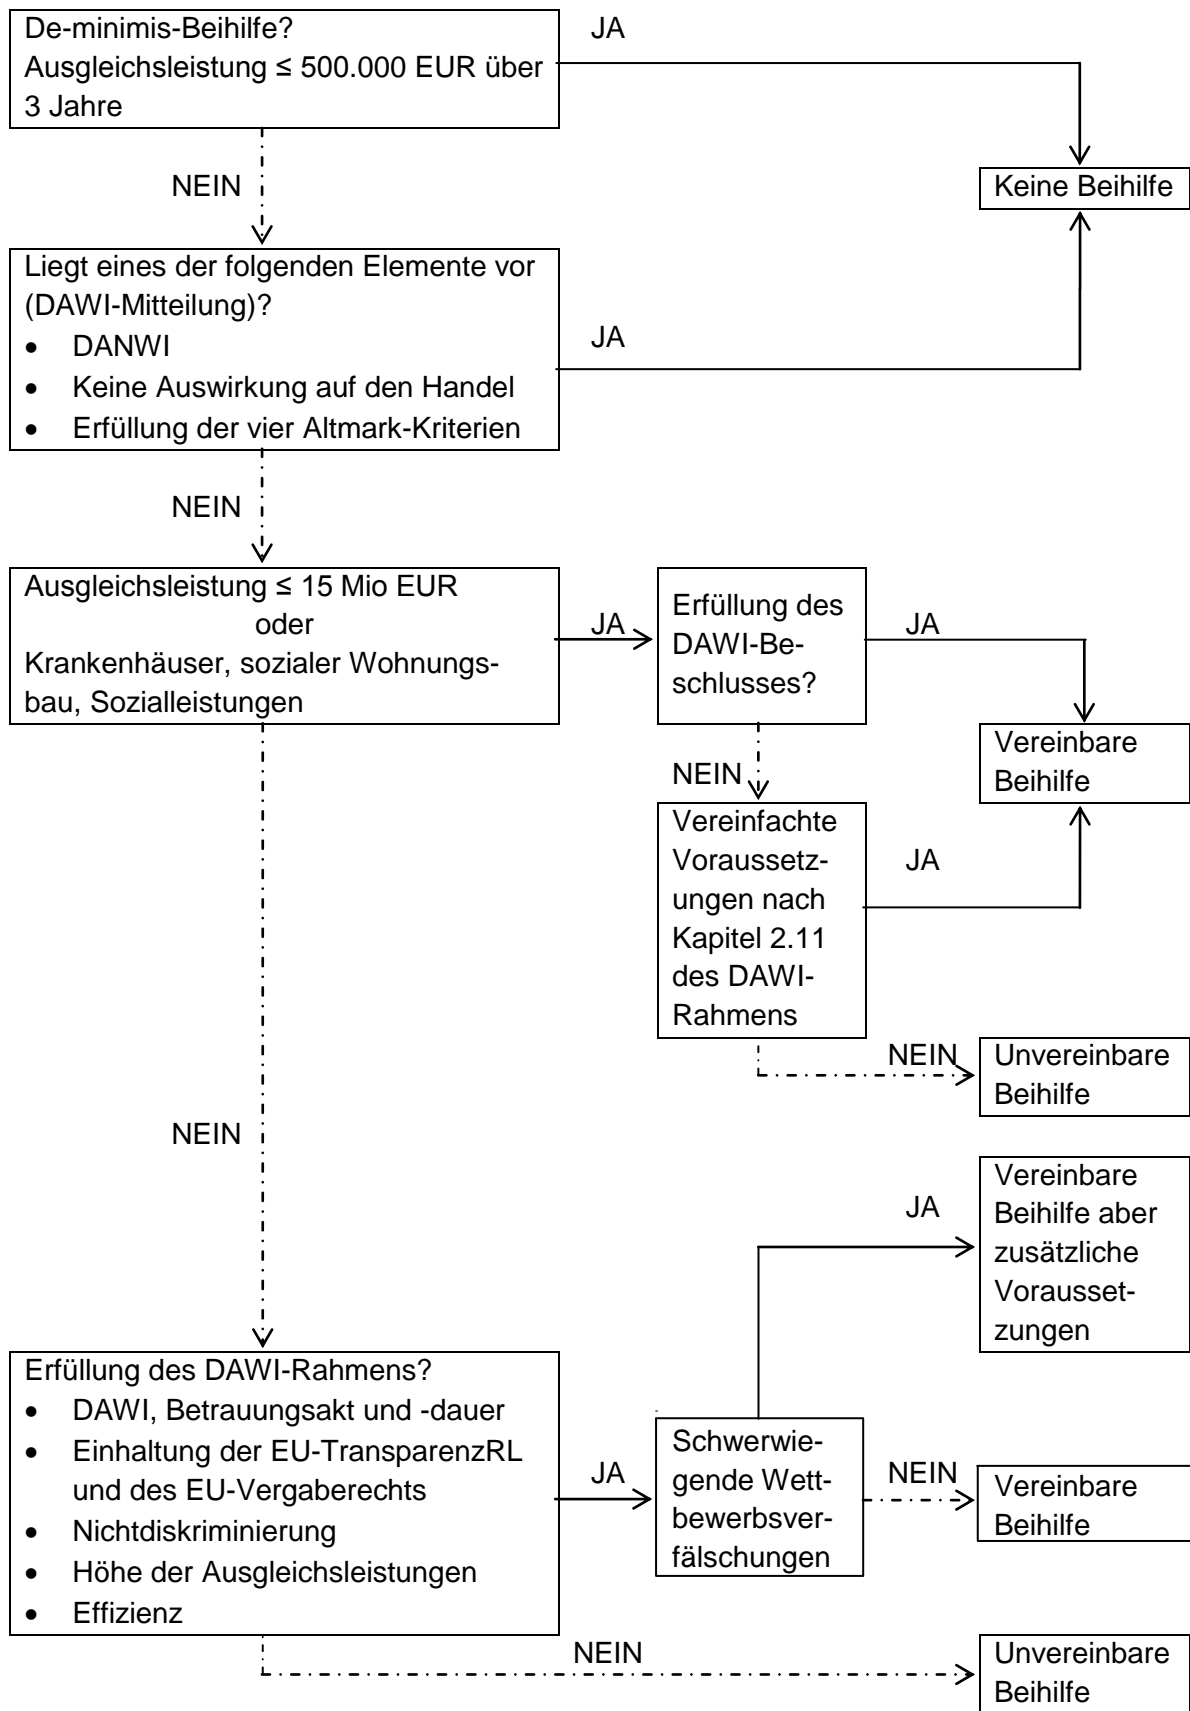 De-minimis-Beihilfe?
Ausgleichsleistung ≤ 500.000 EUR über
3 Jahre
JA
Keine Beihilfe
NEIN
Liegt eines der folgenden Elemente vor
(DAWI-Mitteilung)?
• DANWI
• Keine Auswirkung auf den Handel
• Erfüllung der vier Altmark-Kriterien
JA
NEIN
Ausgleichsleistung ≤ 15 Mio EUR
oder
Krankenhäuser, sozialer Wohnungs-
bau, Sozialleistungen
JA
Erfüllung des
DAWI-Be-
schlusses?
JA
Vereinbare
Beihilfe
NEIN
Vereinfachte
Voraussetz-
ungen nach
Kapitel 2.11
des DAWI-
Rahmens
JA
NEIN
Unvereinbare
Beihilfe
NEIN
Erfüllung des DAWI-Rahmens?
• DAWI, Betrauungsakt und -dauer
• Einhaltung der EU-TransparenzRL
und des EU-Vergaberechts
• Nichtdiskriminierung
• Höhe der Ausgleichsleistungen
• Effizienz
JA
Schwerwie-
gende Wett-
bewerbsver-
fälschungen
JA
Vereinbare
Beihilfe aber
zusätzliche
Vorausset-
zungen
NEIN
Vereinbare
Beihilfe
NEIN
Unvereinbare
Beihilfe